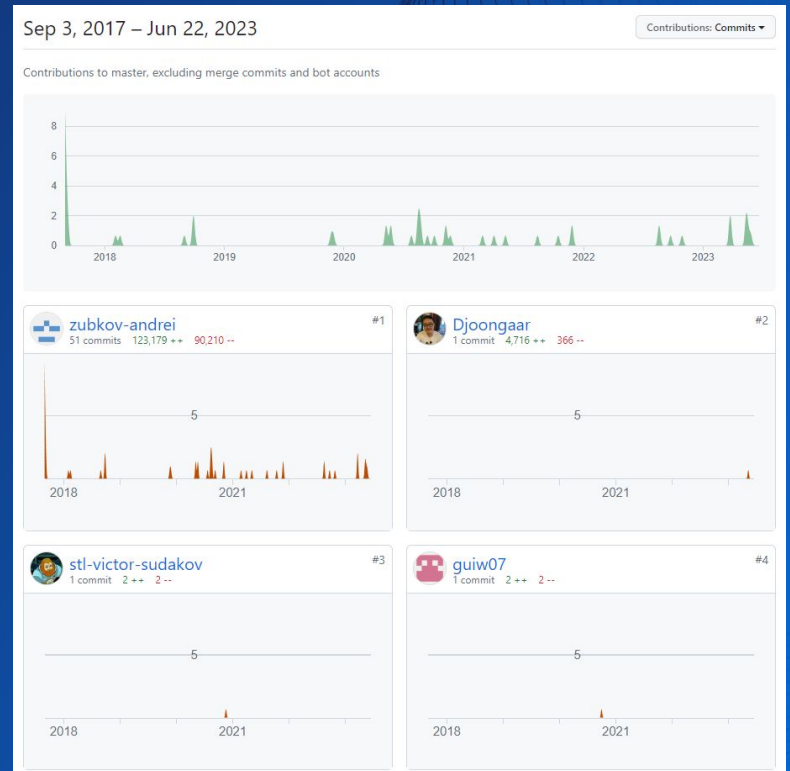 Sep 3, 2017 – Jun 22, 2023
Contributions: Commits
Contributions to master, excluding merge commits and bot accounts
8
6
4
2
0
2018 2019 2020 2021 2022 2023
zubkov-andrei #1
51 commits 123,179 ++ 90,210 --
5
2018 2021
Djoongaar #2
1 commit 4,716 ++ 366 --
5
2018 2021
stl-victor-sudakov #3
1 commit 2 ++ 2 --
5
2018 2021
guiw07 #4
1 commit 2 ++ 2 --
5
2018 2021